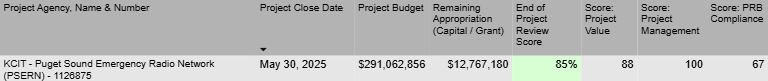 Project Agency, Name & Number Project Close Date Project Budget Remaining Appropriation (Capital / Grant) End of Project Review Score Score: Project Value Score: Project Management Score: PRB Compliance
KCIT - Puget Sound Emergency Radio Network (PSERN) - 1126875 May 30, 2025 $291,062,856 $12,767,180 85% 88 100 67